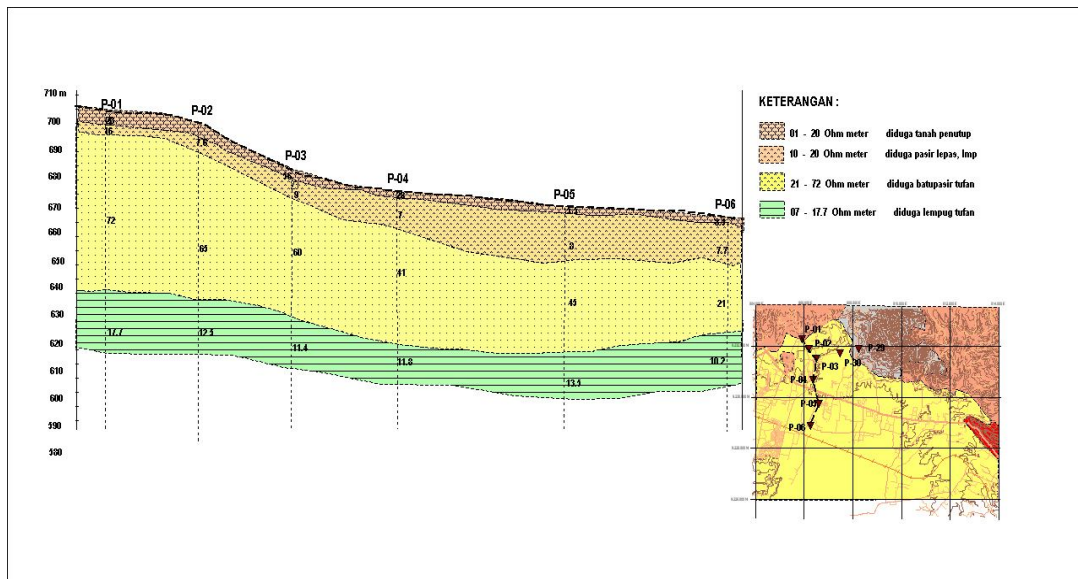 710 m
700
690
680
670
660
650
640
630
620
610
600
590
580
P-01
P-02
P-03
P-04
P-05
P-06
16
7.6
9
7
8
7.7
72
65
60
41
45
21
17.7
12.5
11.4
11.8
13.1
10.2
KETERANGAN :
01 - 20 Ohm meter diduga tanah penutup
10 - 20 Ohm meter diduga pasir lepas, lmp
21 - 72 Ohm meter diduga batupasir tufan
07 - 17.7 Ohm meter diduga lempug tufan
P-01
P-02
P-29
P-30
P-03
P-04
P-06